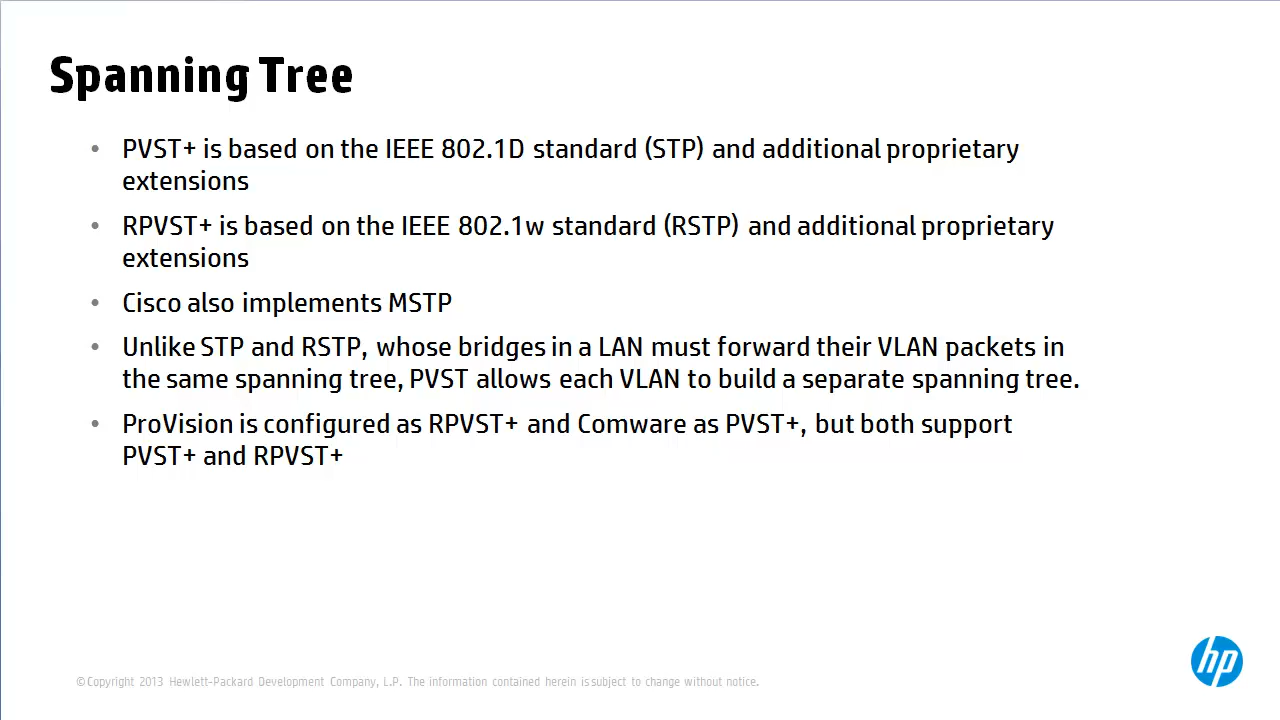 Spanning Tree
• PVST+ is based on the IEEE 802.1D standard (STP) and additional proprietary
extensions
• RPVST+ is based on the IEEE 802.1w standard (RSTP) and additional proprietary
extensions
• Cisco also implements MSTP
• Unlike STP and RSTP, whose bridges in a LAN must forward their VLAN packets in
the same spanning tree, PVST allows each VLAN to build a separate spanning tree.
• ProVision is configured as RPVST+ and Comware as PVST+, but both support
PVST+ and RPVST+
hp
© Copyright 2013 Hewlett-Packard Development Company, L.P. The information contained herein is subject to change without notice.